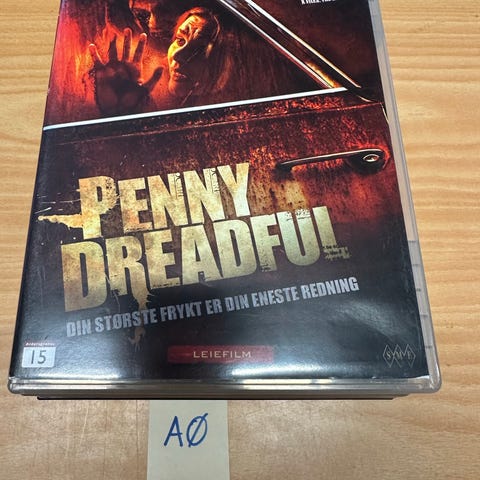 PENNY
DREADFUL
DIN STØRSTE FRYKT ER DIN ENESTE REDNING
15
LEIEFILM
AØ